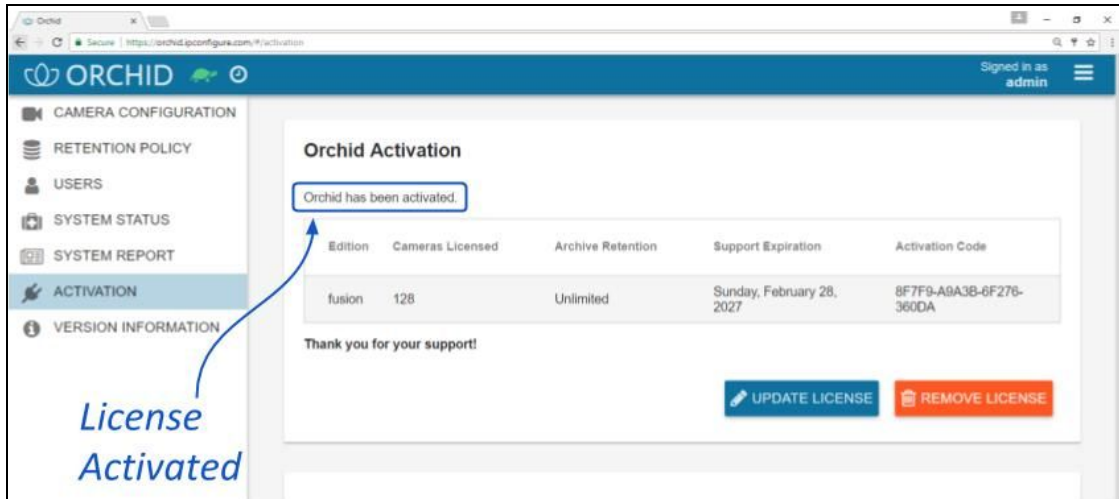 Orchid
Secure | https://orchid.ipconfigure.com/#/activation
ORCHID
Signed in as
admin
CAMERA CONFIGURATION
RETENTION POLICY
USERS
SYSTEM STATUS
SYSTEM REPORT
ACTIVATION
VERSION INFORMATION
Orchid Activation
Orchid has been activated.
Edition Cameras Licensed Archive Retention Support Expiration Activation Code
fusion 128 Unlimited Sunday, February 28, 2027 8F7F9-A9A3B-6F276-360DA
Thank you for your support!
UPDATE LICENSE REMOVE LICENSE
License
Activated